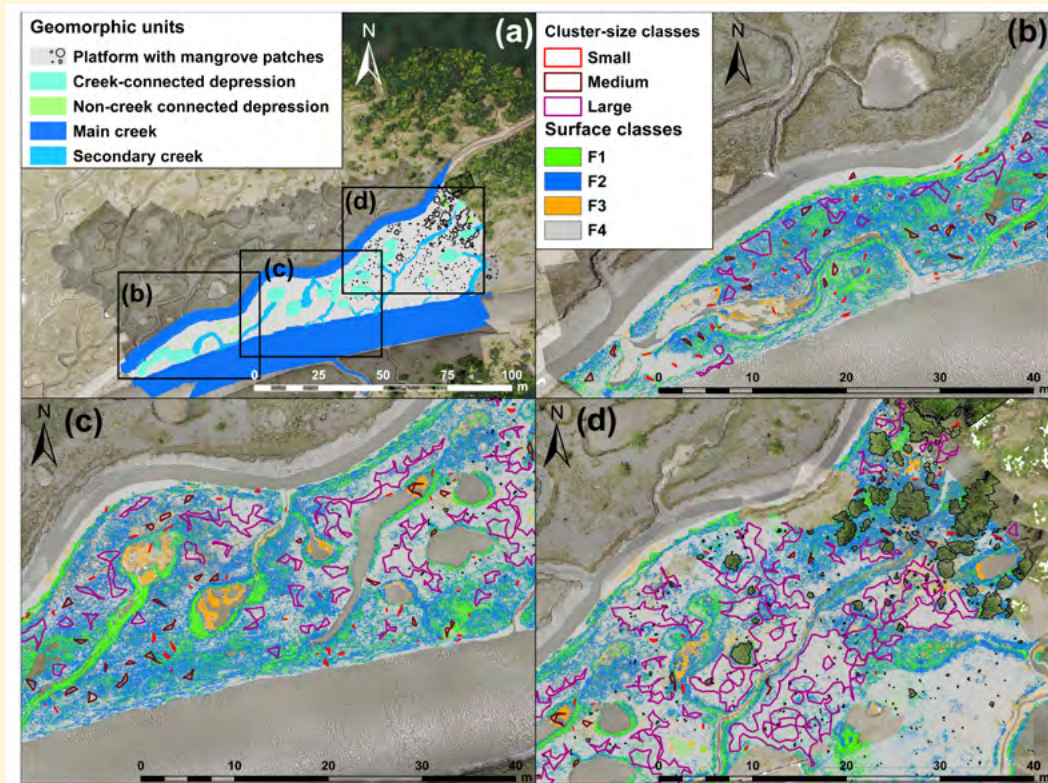 Geomorphic units
Platform with mangrove patches
Creek-connected depression
Non-creek connected depression
Main creek
Secondary creek
N
(a)
(b)
(c)
(d)
0 25 50 75 100
m
Cluster-size classes
Small
Medium
Large
Surface classes
F1
F2
F3
F4
N
(b)
0 10 20 30 40
m
N
(c)
0 10 20 30 40
m
N
(d)
0 10 20 30 40
m